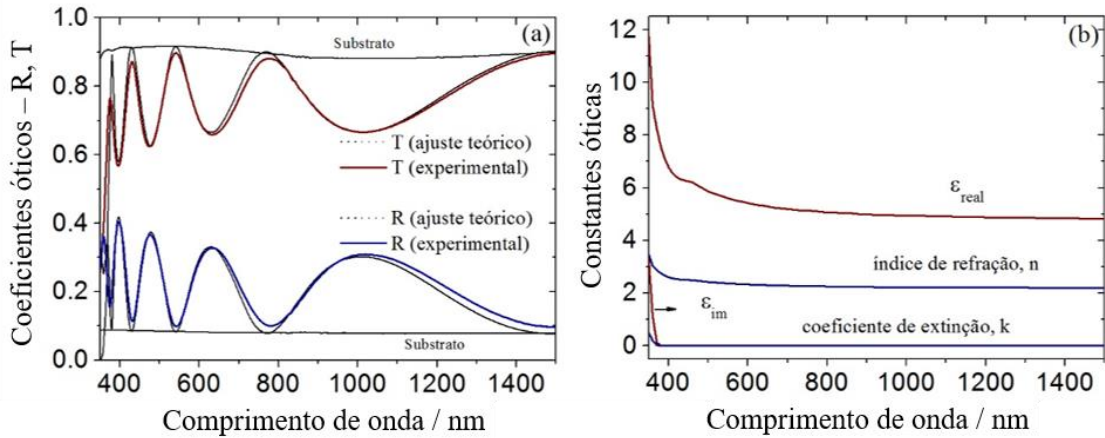 (a)
Substrato
T (ajuste teórico)
T (experimental)
R (ajuste teórico)
R (experimental)
Substrato
Coeficientes óticos – R, T
1.0
0.8
0.6
0.4
0.2
0.0
400 600 800 1000 1200 1400
Comprimento de onda / nm
(b)
εreal
índice de refração, n
εim
coeficiente de extinção, k
Constantes óticas
12
10
8
6
4
2
0
400 600 800 1000 1200 1400
Comprimento de onda / nm